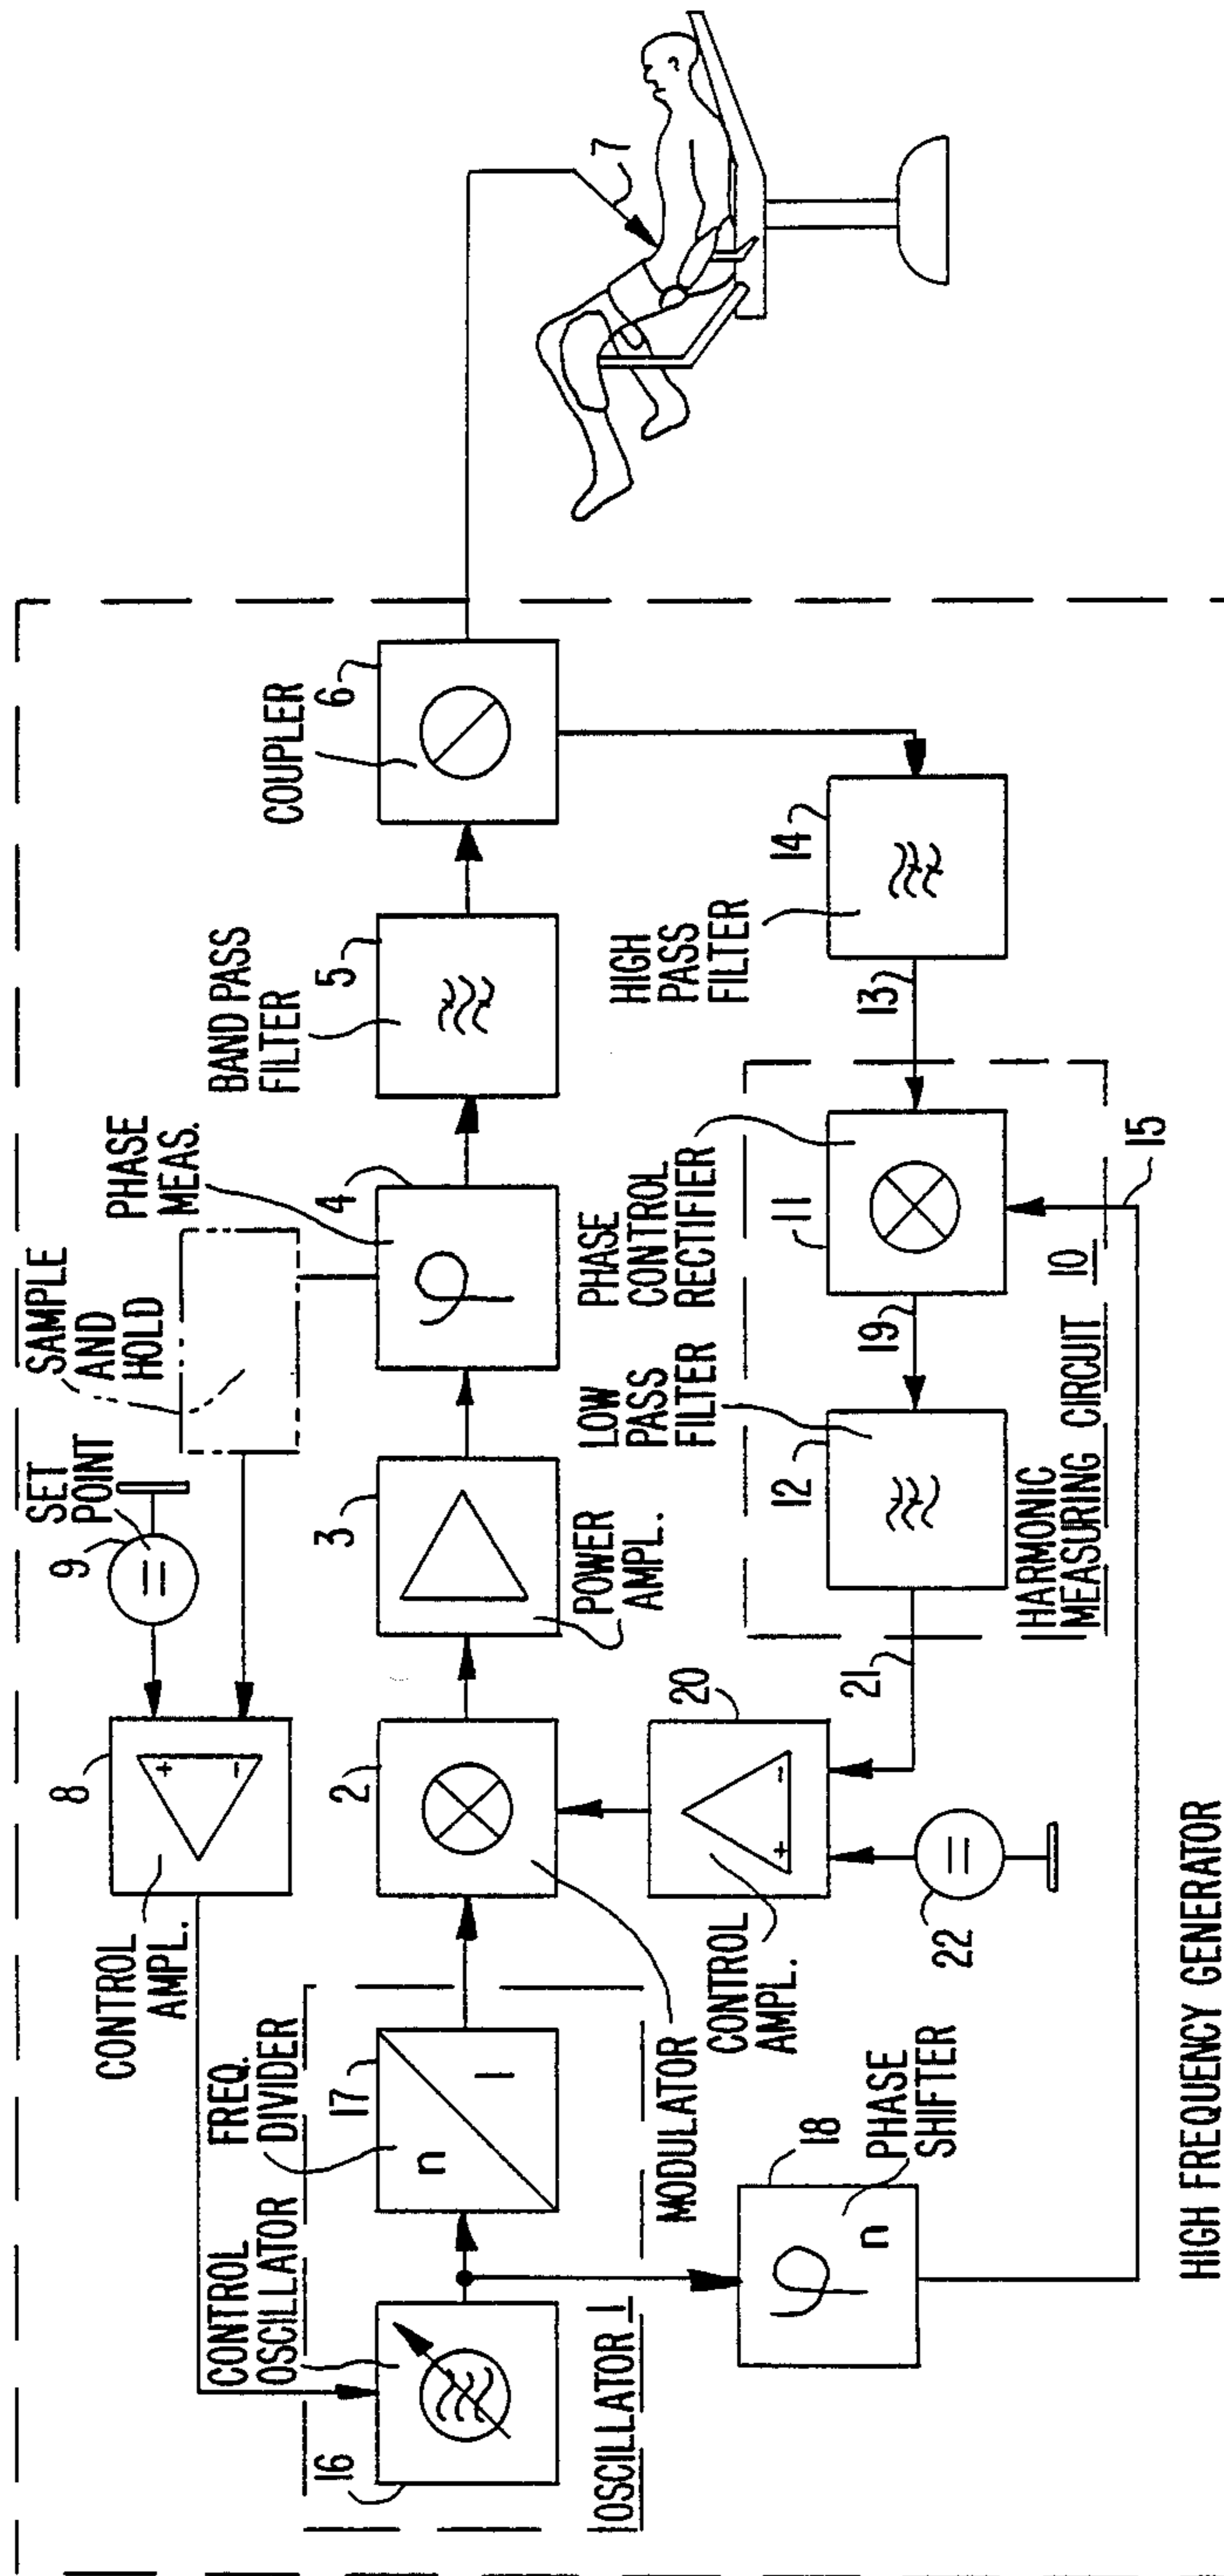 SAMPLE
AND
HOLD
SET
POINT
9
8
CONTROL
AMPL.
PHASE
MEAS.
4
BAND PASS
FILTER
5
COUPLER
6
7
3
POWER
AMPL.
2
MODULATOR
FREQ.
DIVIDER
17
n
1
CONTROL
OSCILLATOR
16
OSCILLATOR 1
+
-
HIGH
PASS
FILTER
14
13
PHASE
CONTROL
RECTIFIER
11
10
15
19
LOW
PASS
FILTER
12
HARMONIC
MEASURING CIRCUIT
21
20
+
-
CONTROL
AMPL.
22
18
n
PHASE
SHIFTER
HIGH FREQUENCY GENERATOR